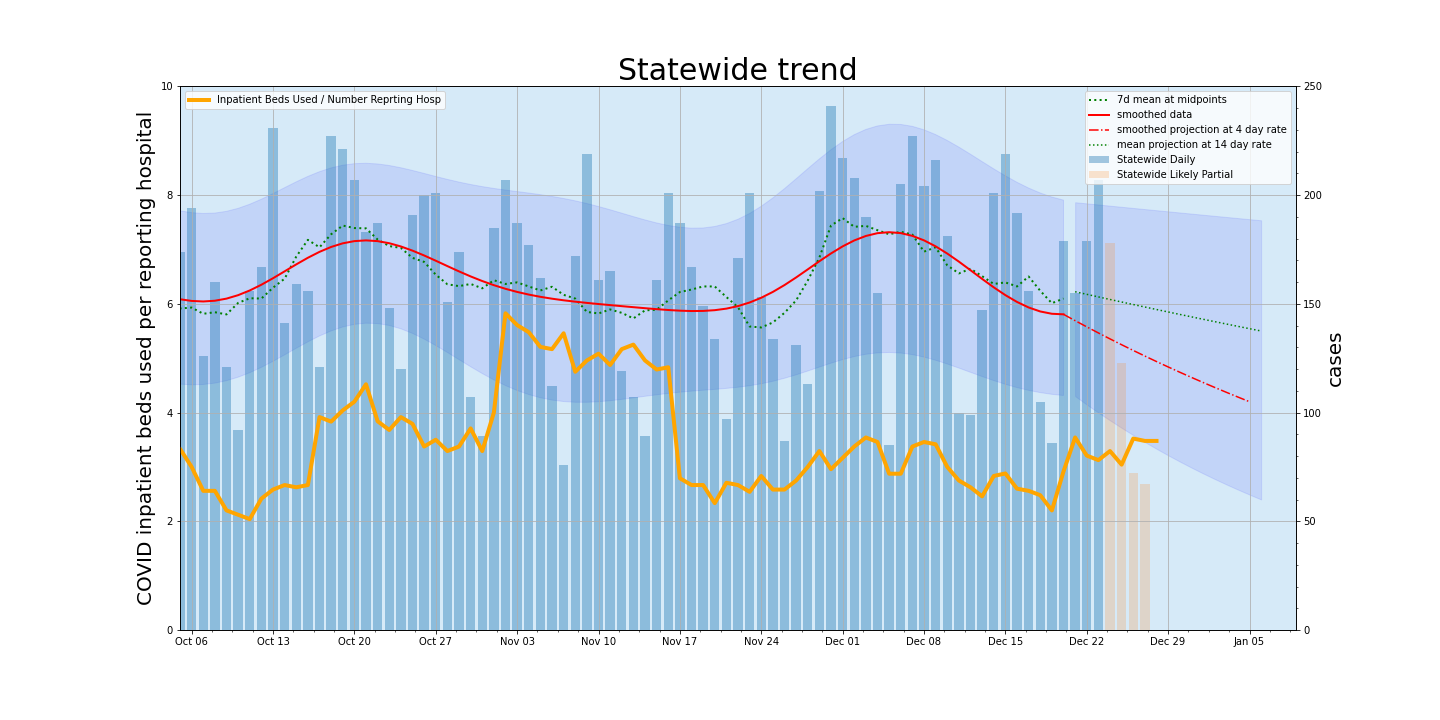 Statewide trend
Inpatient Beds Used / Number Reprting Hosp
7d mean at midpoints
smoothed data
smoothed projection at 4 day rate
mean projection at 14 day rate
Statewide Daily
Statewide Likely Partial
COVID inpatient beds used per reporting hospital
10
8
6
4
2
0
250
200
150
100
50
0
cases
Oct 06 Oct 13 Oct 20 Oct 27 Nov 03 Nov 10 Nov 17 Nov 24 Dec 01 Dec 08 Dec 15 Dec 22 Dec 29 Jan 05